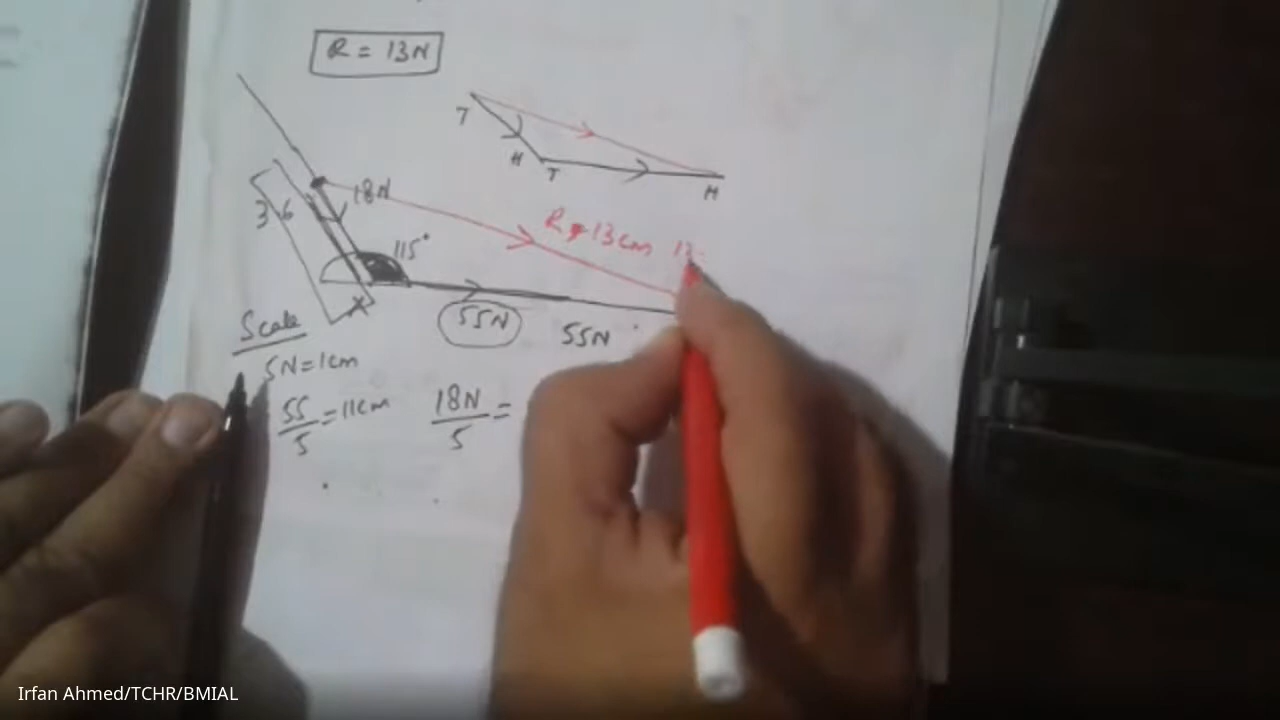 R = 13N
T
H
T
H
18N
3.6
115°
R = 13cm 13
55N
55N
Scale
5N=1cm
55/5=11cm
18N/5=
Irfan Ahmed/TCHR/BMIAL